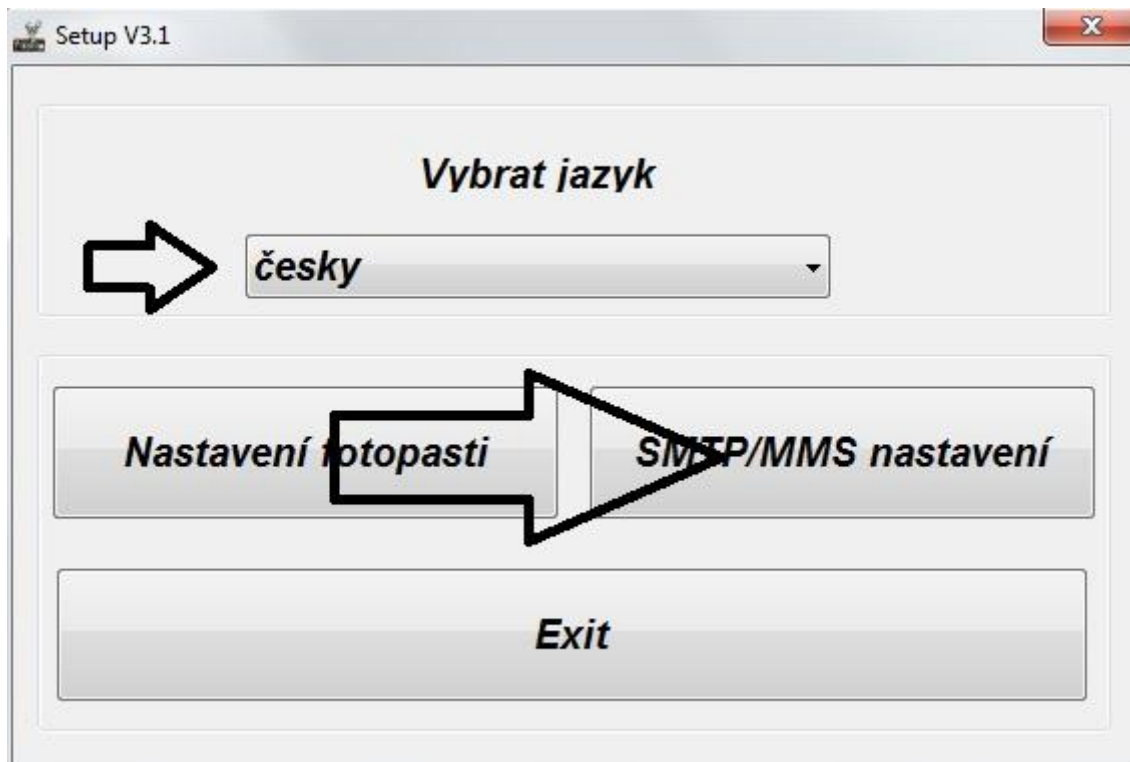 Setup V3.1
Vybrat jazyk
česky
Nastavení fotopasti
SMTP/MMS nastavení
Exit